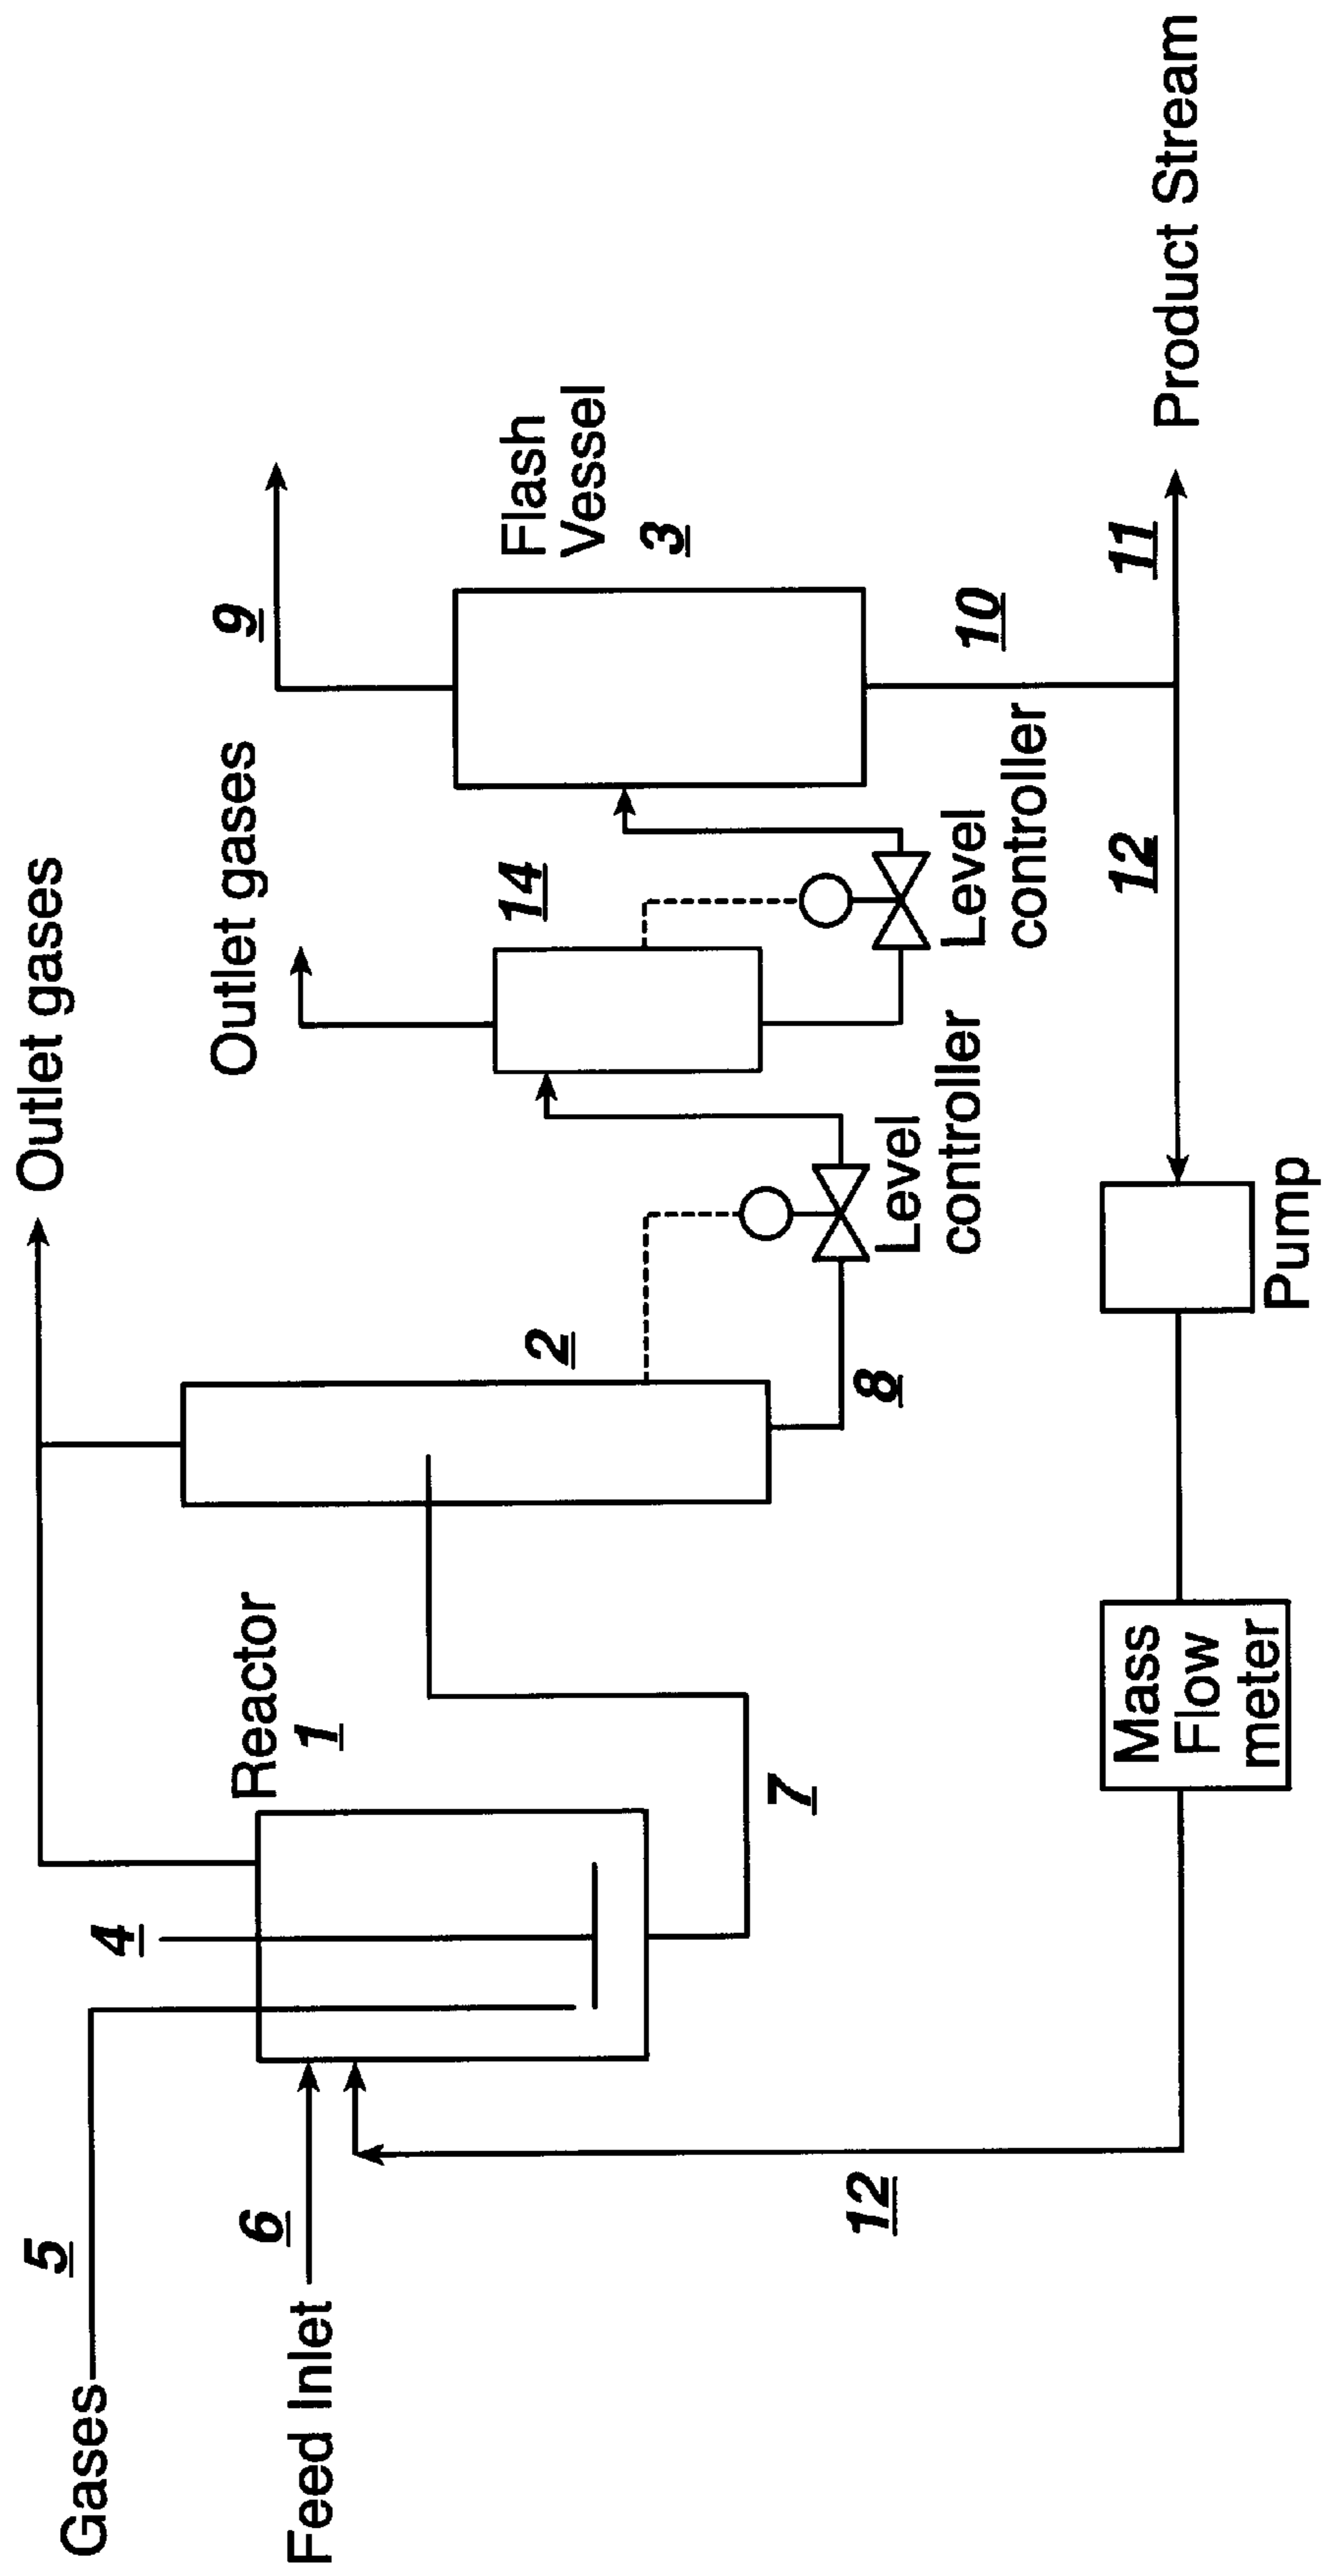 Gases
5
Feed Inlet
6
4
Reactor
1
Outlet gases
2
7
8
Level
controller
Outlet gases
14
Level
controller
9
Flash
Vessel
3
10
11
Product Stream
12
Pump
Mass
Flow
meter
12